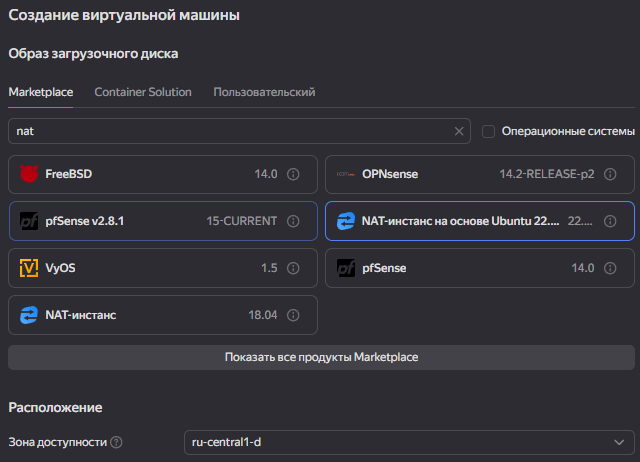 Создание виртуальной машины
Образ загрузочного диска
Marketplace Container Solution Пользовательский
nat Операционные системы
FreeBSD 14.0 OPNsense 14.2-RELEASE-p2
pfSense v2.8.1 15-CURRENT NAT-инстанс на основе Ubuntu 22.... 22....
VyOS 1.5 pfSense 14.0
NAT-инстанс 18.04
Показать все продукты Marketplace
Расположение
Зона доступности ru-central1-d